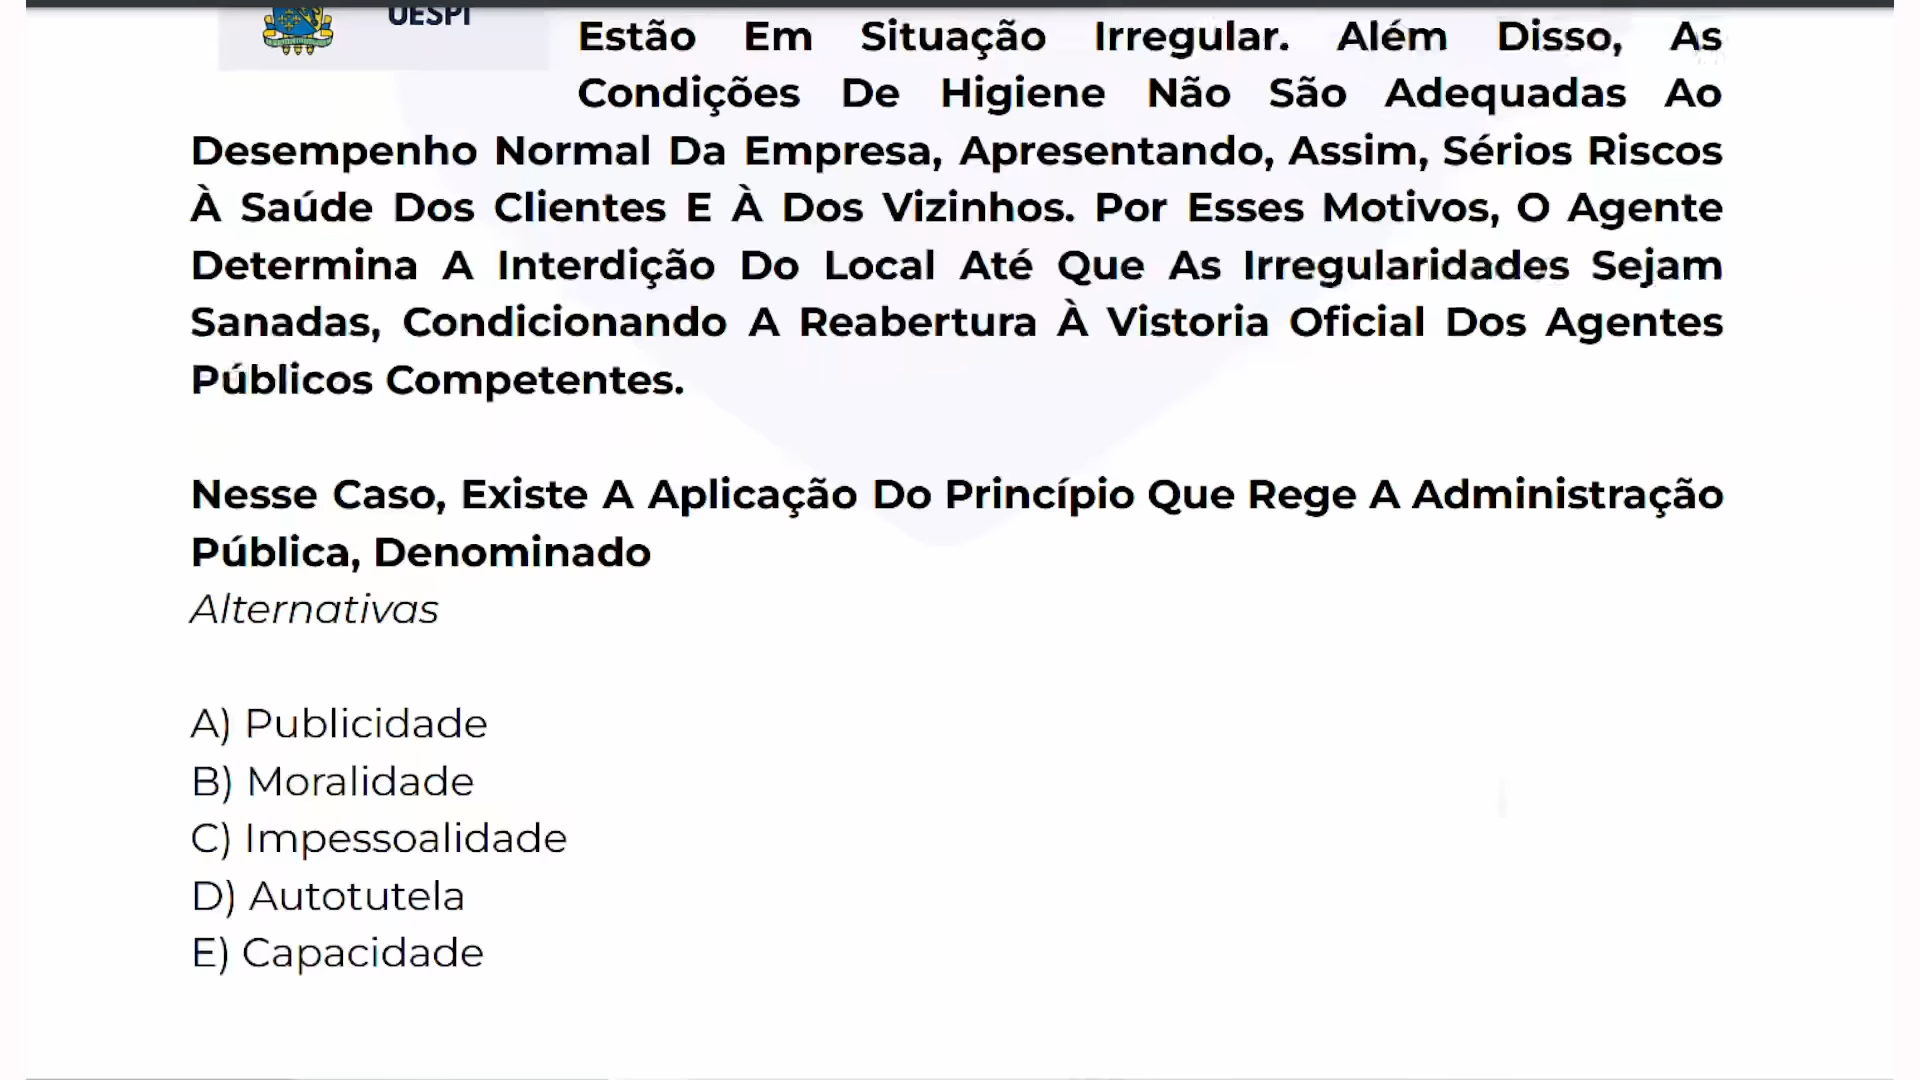 UESPI
Estão Em Situação Irregular. Além Disso, As
Condições De Higiene Não São Adequadas Ao
Desempenho Normal Da Empresa, Apresentando, Assim, Sérios Riscos
À Saúde Dos Clientes E À Dos Vizinhos. Por Esses Motivos, O Agente
Determina A Interdição Do Local Até Que As Irregularidades Sejam
Sanadas, Condicionando A Reabertura À Vistoria Oficial Dos Agentes
Públicos Competentes.
Nesse Caso, Existe A Aplicação Do Princípio Que Rege A Administração
Pública, Denominado
Alternativas
A) Publicidade
B) Moralidade
C) Impessoalidade
D) Autotutela
E) Capacidade